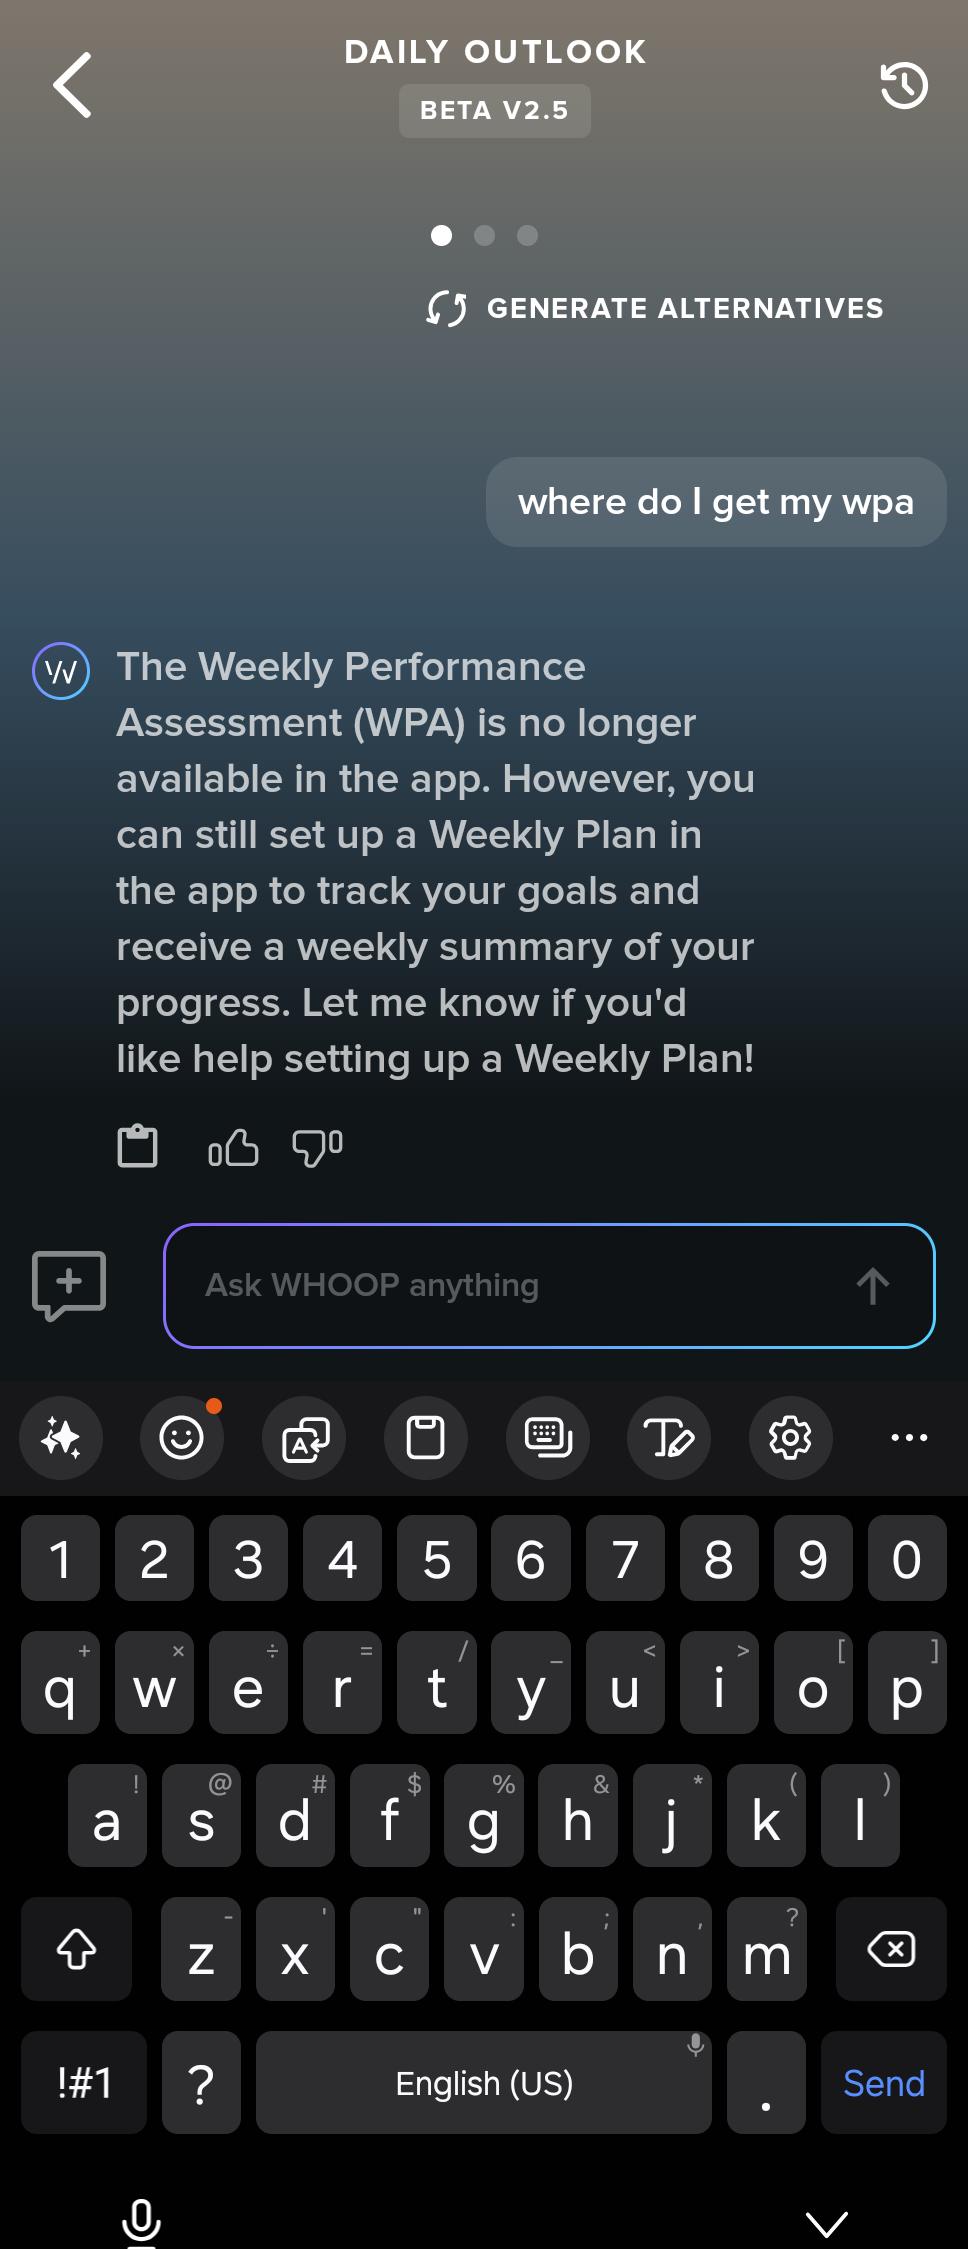 DAILY OUTLOOK
BETA V2.5
GENERATE ALTERNATIVES
where do I get my wpa
The Weekly Performance
Assessment (WPA) is no longer
available in the app. However, you
can still set up a Weekly Plan in
the app to track your goals and
receive a weekly summary of your
progress. Let me know if you'd
like help setting up a Weekly Plan!
Ask WHOOP anything
1 2 3 4 5 6 7 8 9 0
+ × ÷ = / _ < > [ ]
q w e r t y u i o p
! @ # $ % & * ( )
a s d f g h j k l
- ' " : ; , ?
z x c v b n m
!#1 ? English (US) . Send